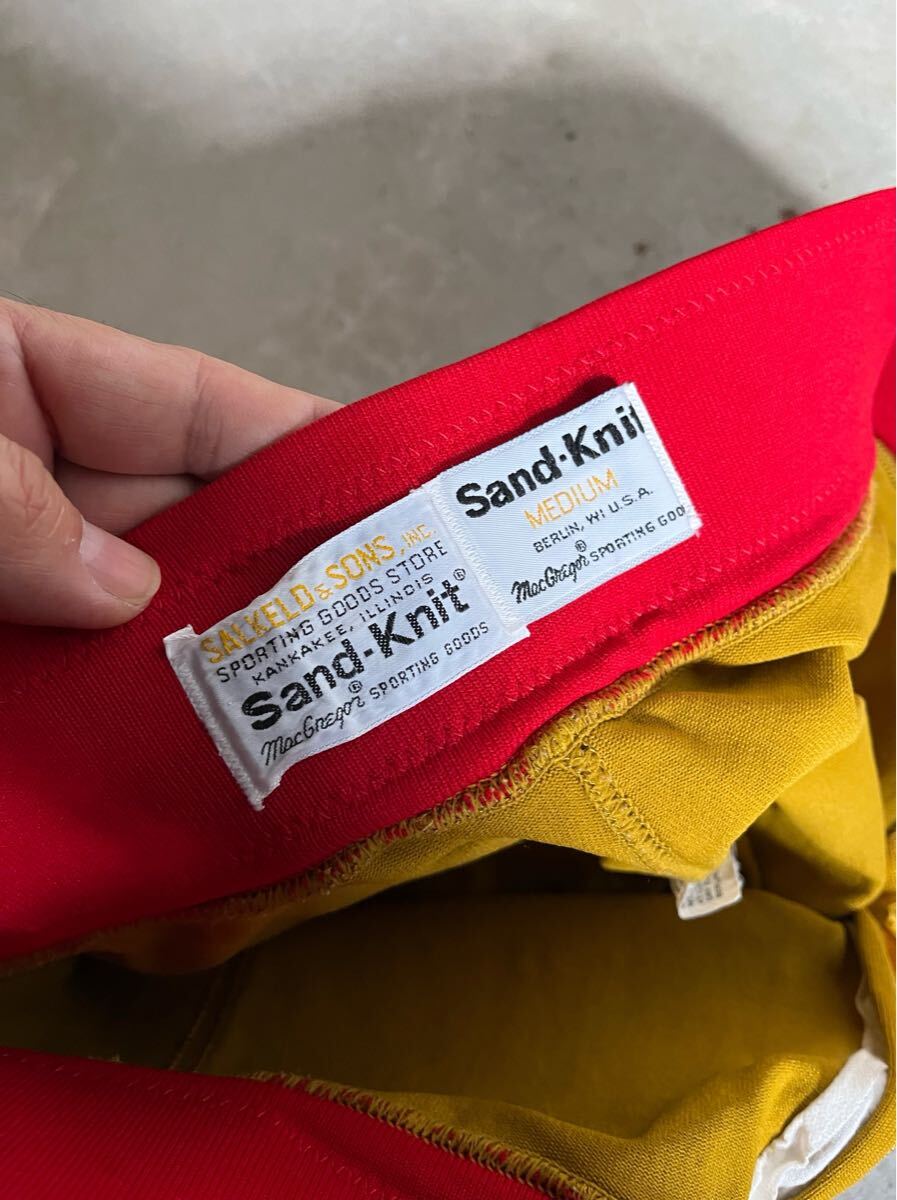 SALKELD & SONS, INC.
SPORTING GOODS STORE
KANKAKEE, ILLINOIS
Sand-Knit®
MacGregor® SPORTING GOODS
Sand-Knit
MEDIUM
BERLIN, WI U.S.A.
MacGregor® SPORTING GOO